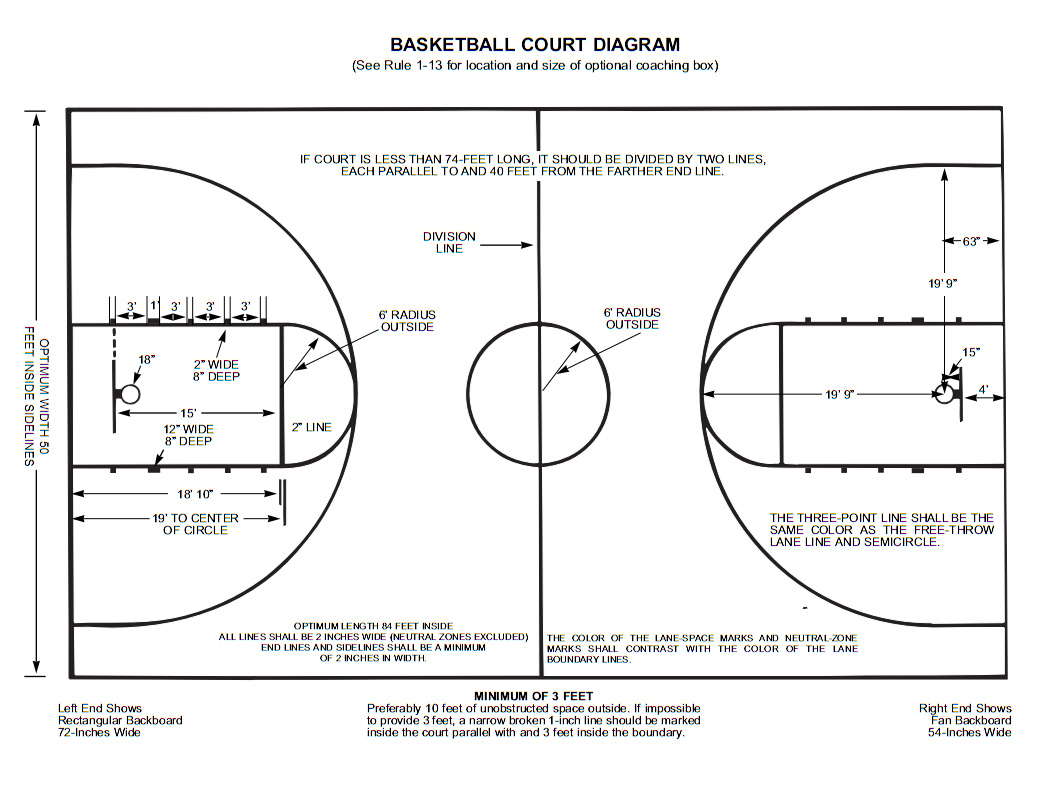 BASKETBALL COURT DIAGRAM
(See Rule 1-13 for location and size of optional coaching box)
IF COURT IS LESS THAN 74-FEET LONG, IT SHOULD BE DIVIDED BY TWO LINES,
EACH PARALLEL TO AND 40 FEET FROM THE FARTHER END LINE.
DIVISION
LINE
63”
19’ 9”
3’ 1’ 3’ 3’ 3’
6’ RADIUS
OUTSIDE
6’ RADIUS
OUTSIDE
OPTIMUM WIDTH 50
FEET INSIDE SIDELINES
18”
2” WIDE
8” DEEP
15”
19’ 9”
4’
15’
12” WIDE
8” DEEP
2” LINE
18’ 10”
19’ TO CENTER
OF CIRCLE
THE THREE-POINT LINE SHALL BE THE
SAME COLOR AS THE FREE-THROW
LANE LINE AND SEMICIRCLE.
OPTIMUM LENGTH 84 FEET INSIDE
ALL LINES SHALL BE 2 INCHES WIDE (NEUTRAL ZONES EXCLUDED)
END LINES AND SIDELINES SHALL BE A MINIMUM
OF 2 INCHES IN WIDTH.
THE COLOR OF THE LANE-SPACE MARKS AND NEUTRAL-ZONE
MARKS SHALL CONTRAST WITH THE COLOR OF THE LANE
BOUNDARY LINES.
MINIMUM OF 3 FEET
Left End Shows
Rectangular Backboard
72-Inches Wide
Preferably 10 feet of unobstructed space outside. If impossible
to provide 3 feet, a narrow broken 1-inch line should be marked
inside the court parallel with and 3 feet inside the boundary.
Right End Shows
Fan Backboard
54-Inches Wide